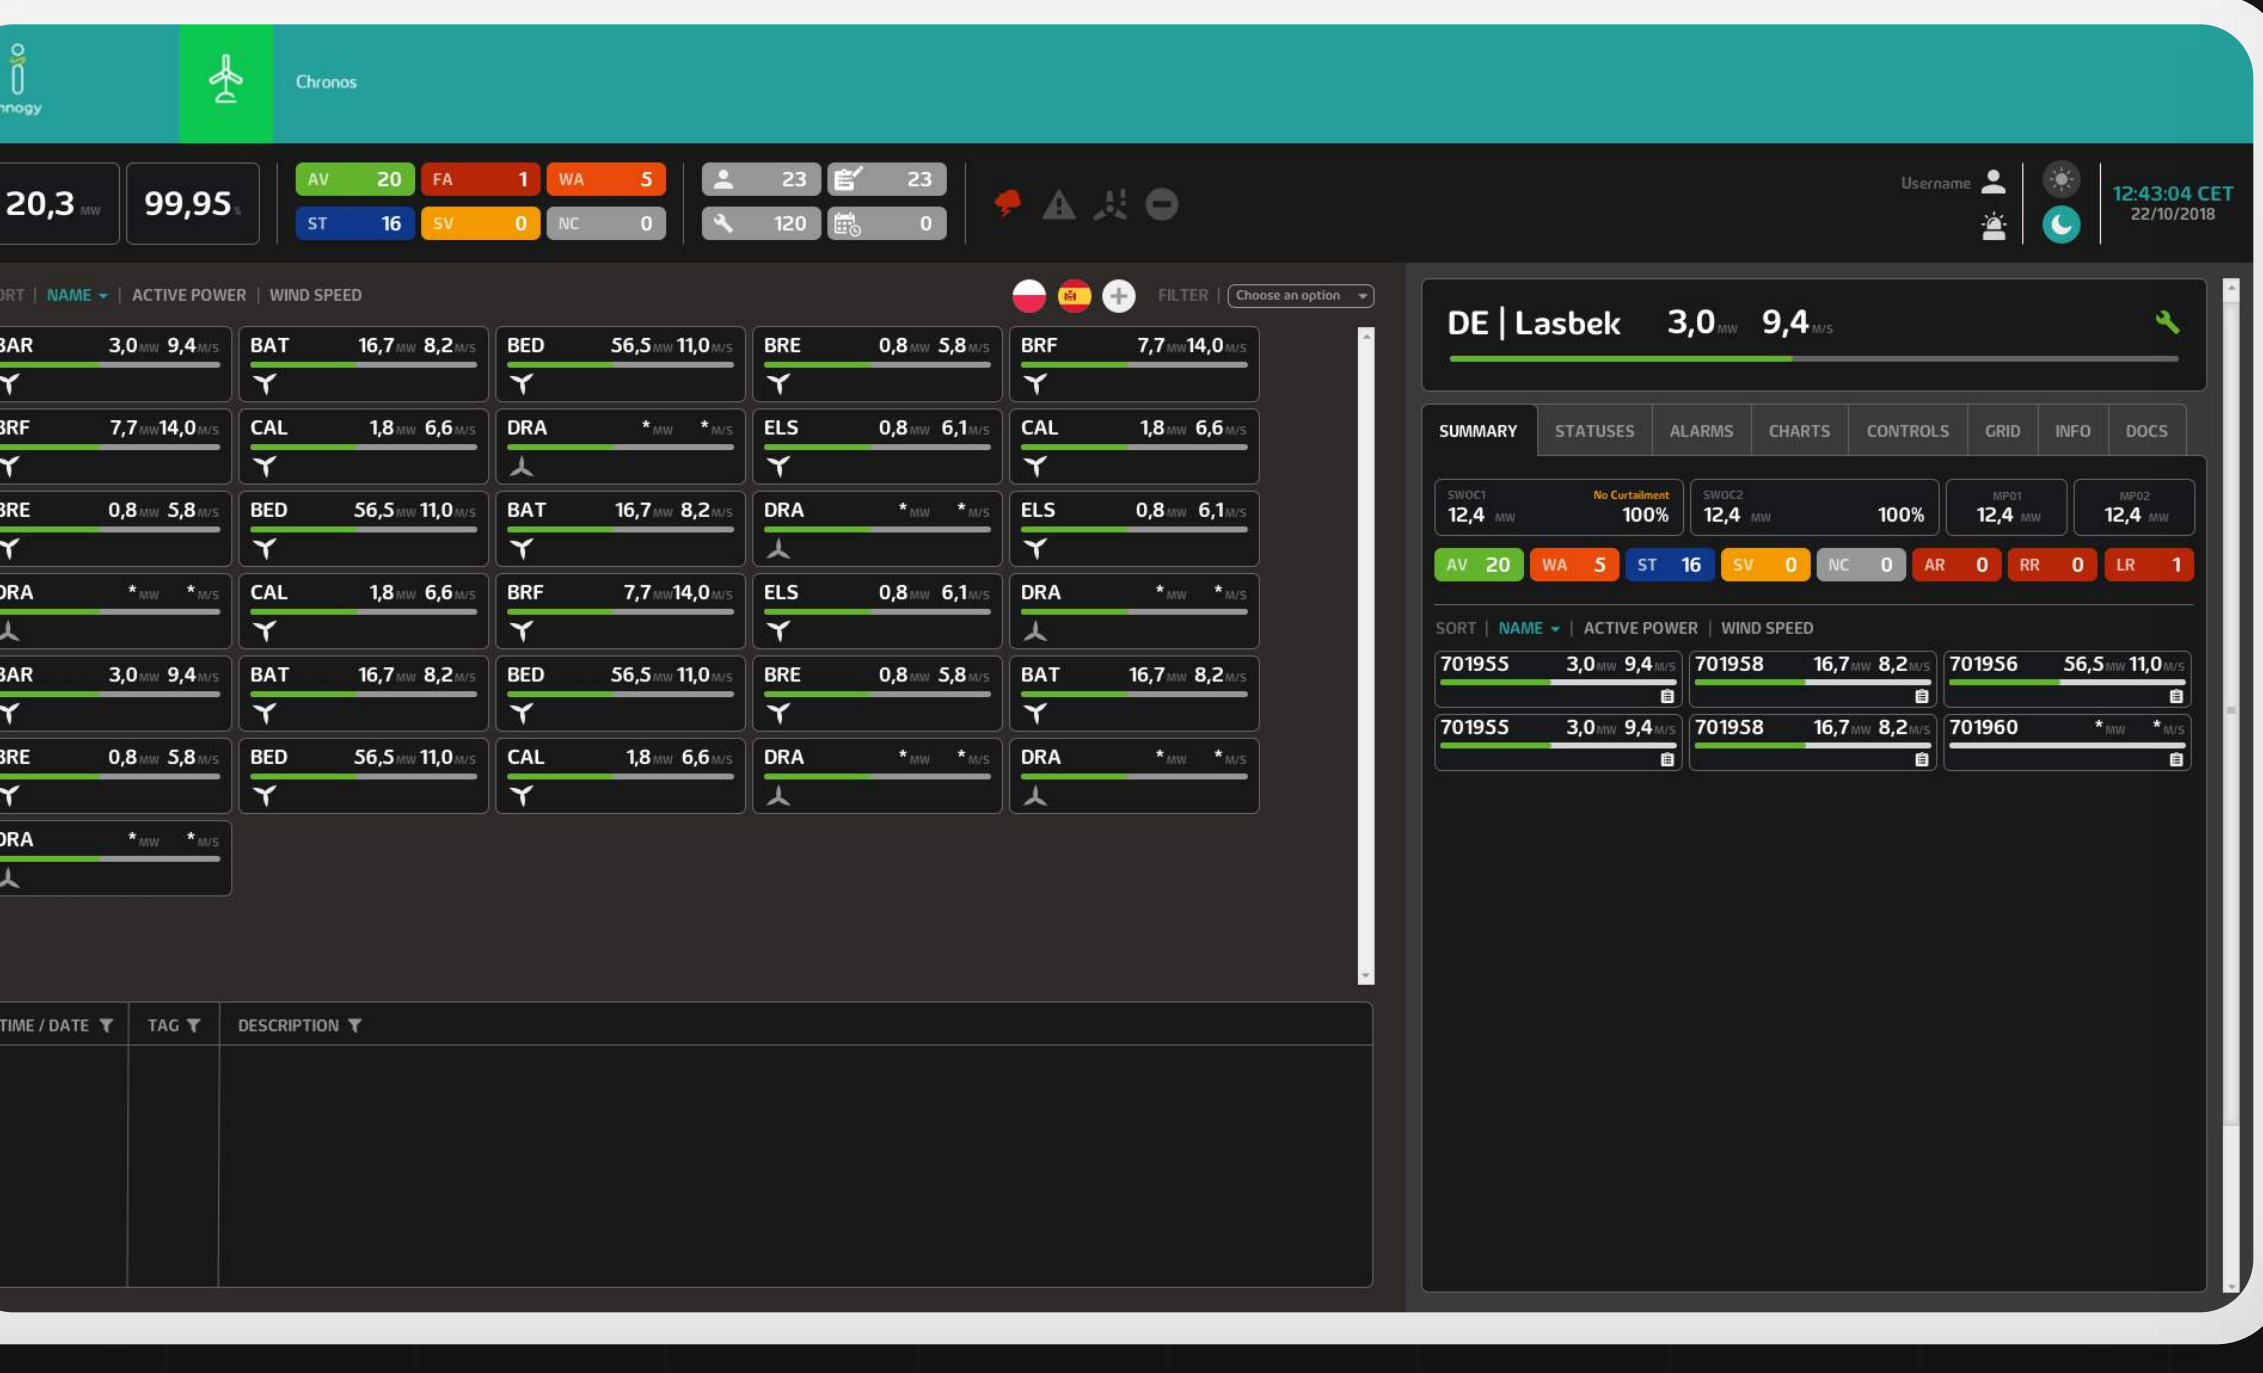 nnogy
Chronos
20,3 MW 99,95 %
AV 20 FA 1 WA 5 23 23
ST 16 SV 0 NC 0 120 0
Username
12:43:04 CET
22/10/2018
ORT | NAME | ACTIVE POWER | WIND SPEED FILTER | Choose an option
BAR 3,0 MW 9,4 M/S BAT 16,7 MW 8,2 M/S BED 56,5 MW 11,0 M/S BRE 0,8 MW 5,8 M/S BRF 7,7 MW 14,0 M/S
BRF 7,7 MW 14,0 M/S CAL 1,8 MW 6,6 M/S DRA * MW * M/S ELS 0,8 MW 6,1 M/S CAL 1,8 MW 6,6 M/S
BRE 0,8 MW 5,8 M/S BED 56,5 MW 11,0 M/S BAT 16,7 MW 8,2 M/S DRA * MW * M/S ELS 0,8 MW 6,1 M/S
DRA * MW * M/S CAL 1,8 MW 6,6 M/S BRF 7,7 MW 14,0 M/S ELS 0,8 MW 6,1 M/S DRA * MW * M/S
BAR 3,0 MW 9,4 M/S BAT 16,7 MW 8,2 M/S BED 56,5 MW 11,0 M/S BRE 0,8 MW 5,8 M/S BAT 16,7 MW 8,2 M/S
BRE 0,8 MW 5,8 M/S BED 56,5 MW 11,0 M/S CAL 1,8 MW 6,6 M/S DRA * MW * M/S DRA * MW * M/S
DRA * MW * M/S
TIME / DATE TAG DESCRIPTION
DE | Lasbek 3,0 MW 9,4 M/S
SUMMARY STATUSES ALARMS CHARTS CONTROLS GRID INFO DOCS
SWOC1 No Curtailment SWOC2 MP01 MP02
12,4 MW 100% 12,4 MW 100% 12,4 MW 12,4 MW
AV 20 WA 5 ST 16 SV 0 NC 0 AR 0 RR 0 LR 1
SORT | NAME | ACTIVE POWER | WIND SPEED
701955 3,0 MW 9,4 M/S 701958 16,7 MW 8,2 M/S 701956 56,5 MW 11,0 M/S
701955 3,0 MW 9,4 M/S 701958 16,7 MW 8,2 M/S 701960 * MW * M/S